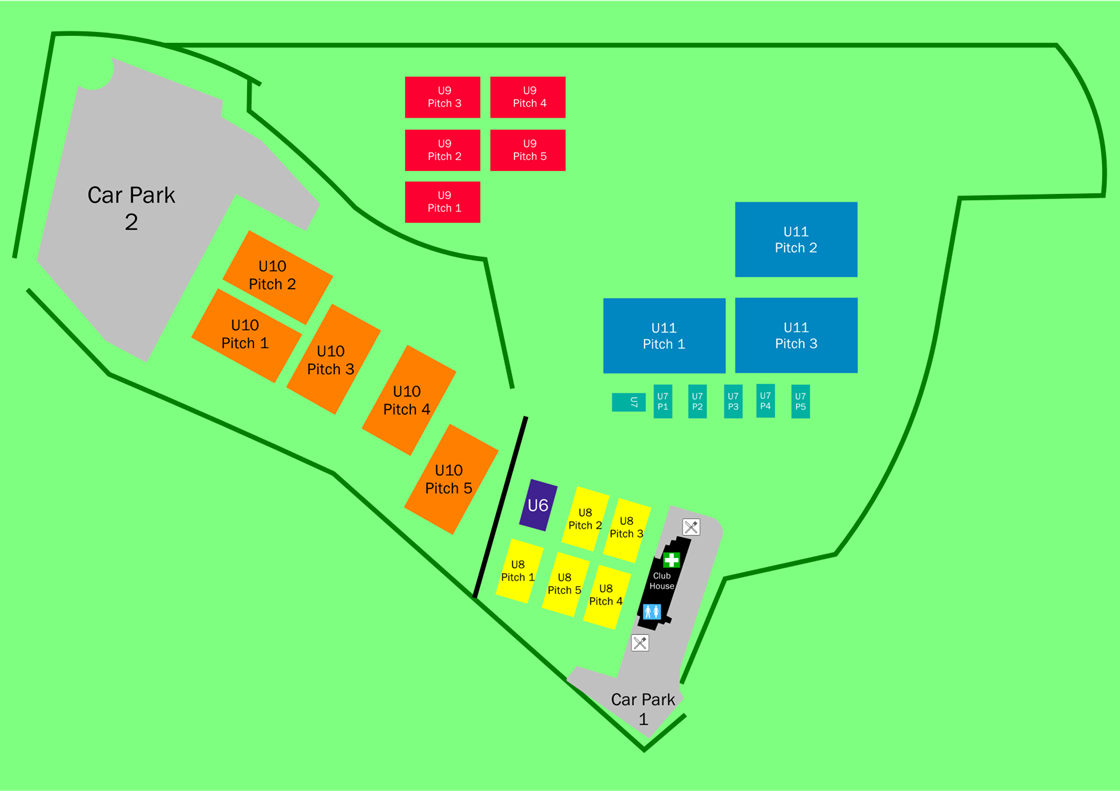 U9
Pitch 3
U9
Pitch 4
U9
Pitch 2
U9
Pitch 5
U9
Pitch 1
Car Park
2
U11
Pitch 2
U10
Pitch 2
U10
Pitch 1
U10
Pitch 3
U11
Pitch 1
U11
Pitch 3
U10
Pitch 4
U7
U7
P1
U7
P2
U7
P3
U7
P4
U7
P5
U10
Pitch 5
U6
U8
Pitch 2
U8
Pitch 3
U8
Pitch 1
U8
Pitch 5
U8
Pitch 4
Club
House
Car Park
1